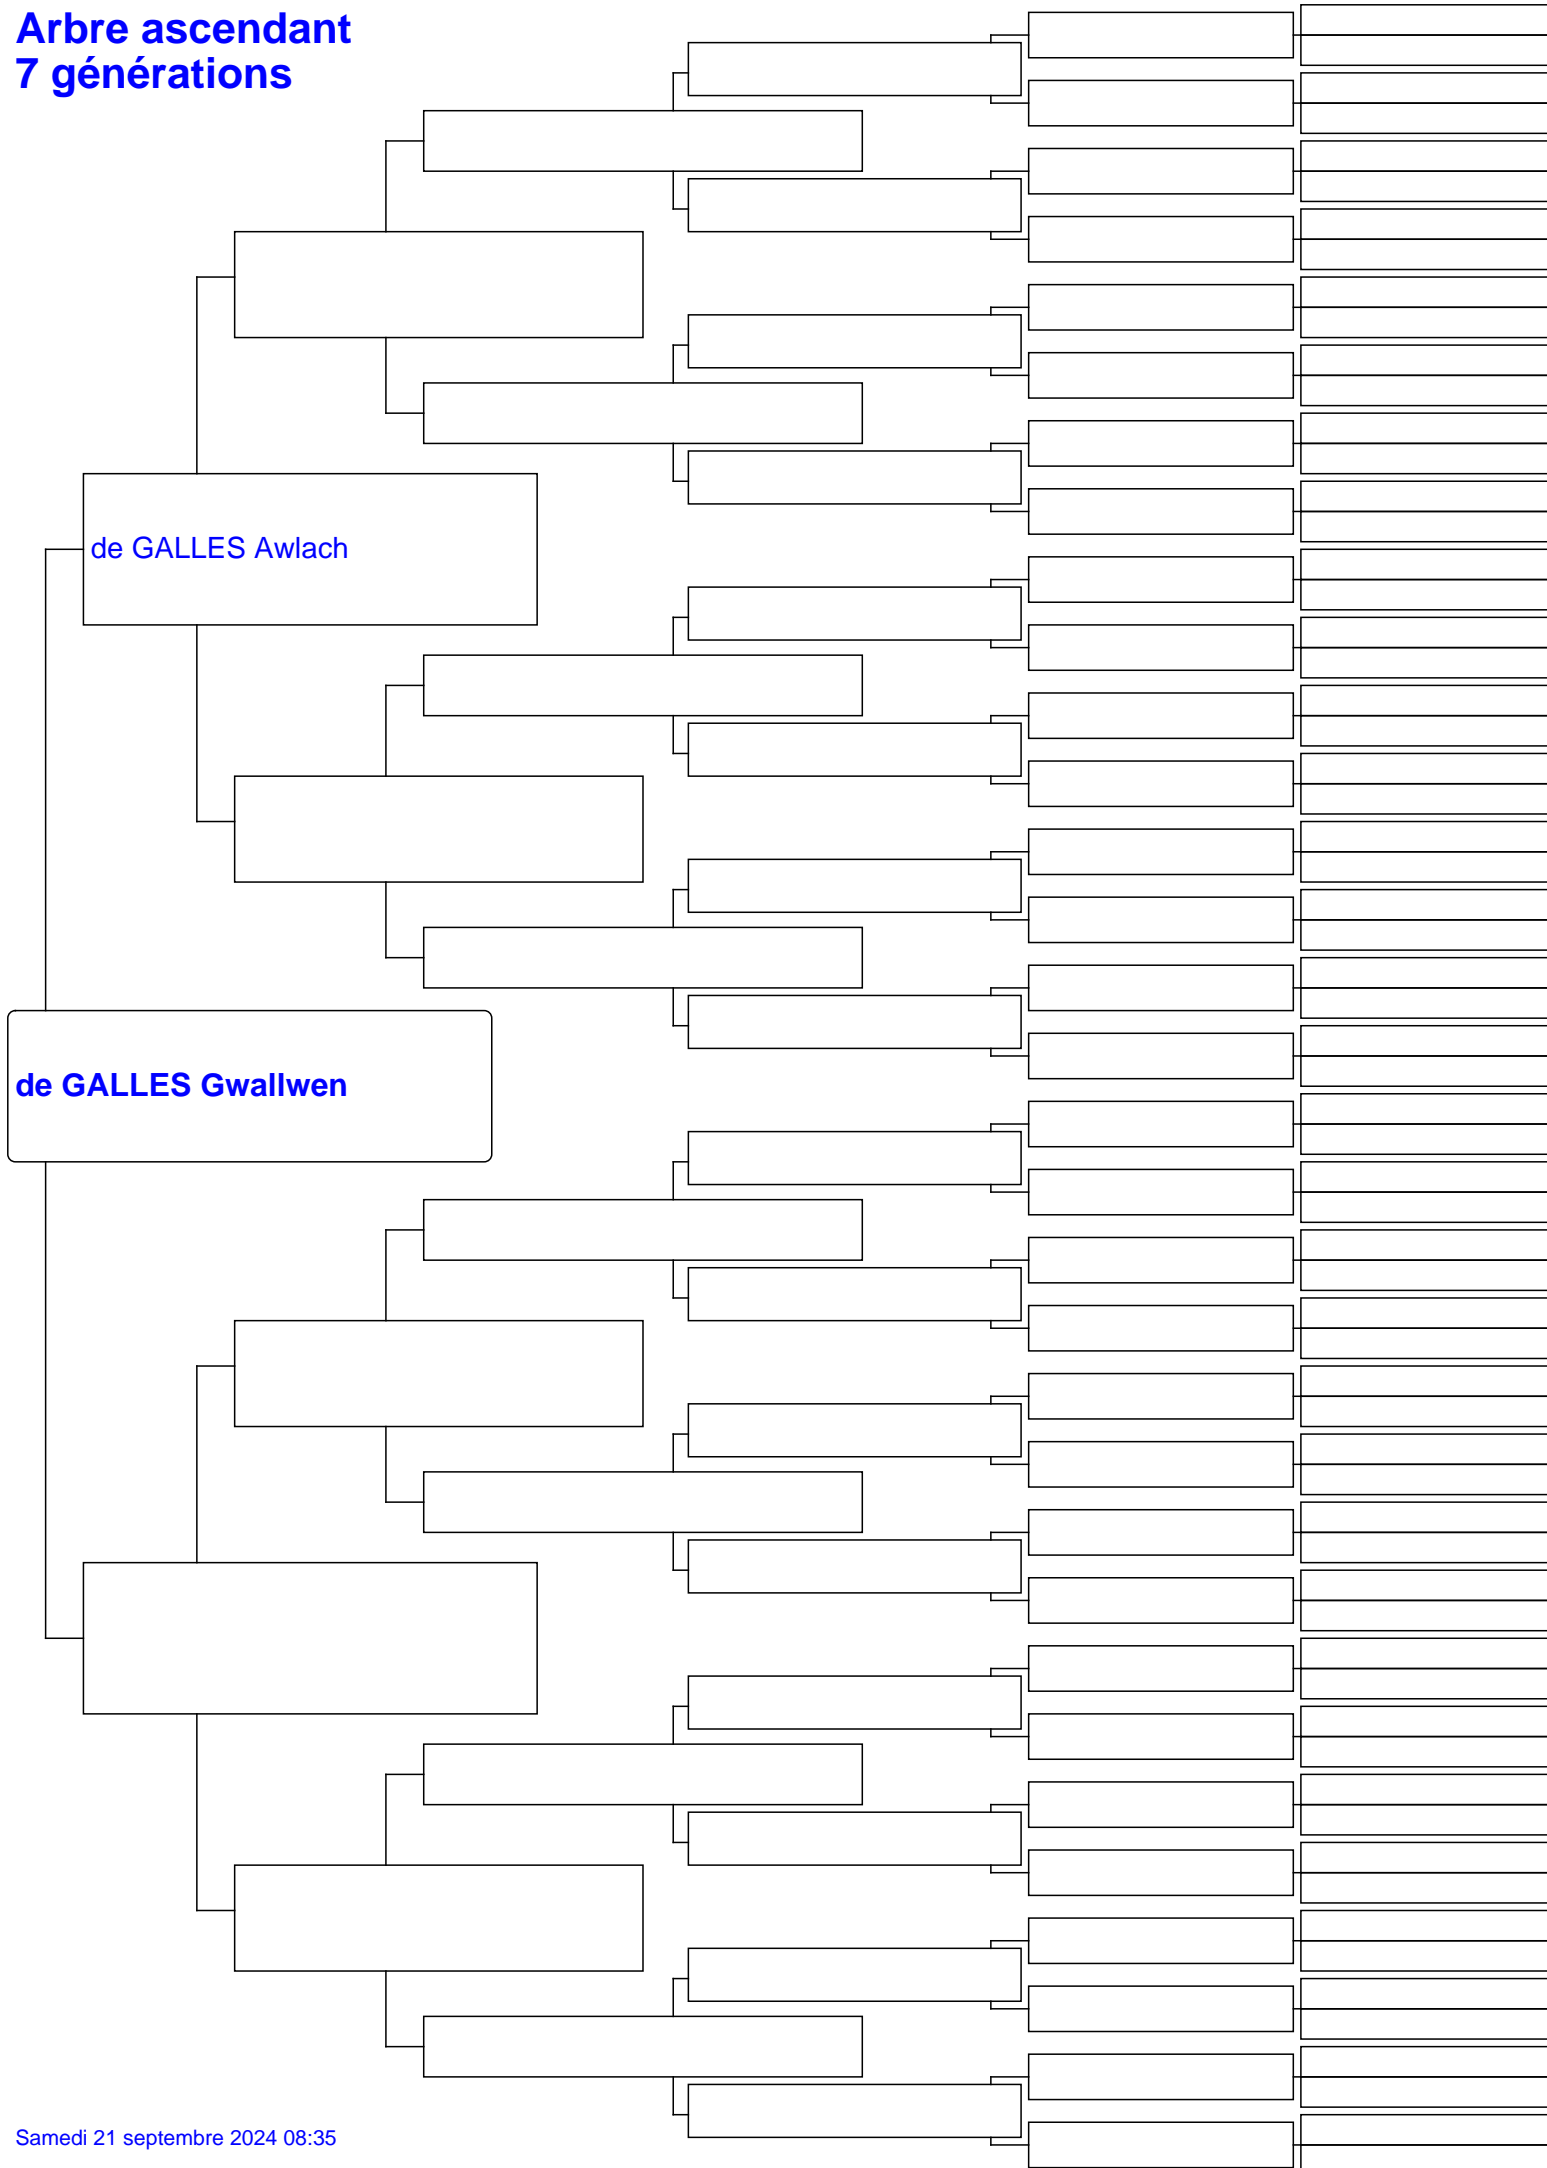 Arbre ascendant
7 générations
de GALLES Awlach
de GALLES Gwallwen
Samedi 21 septembre 2024 08:35